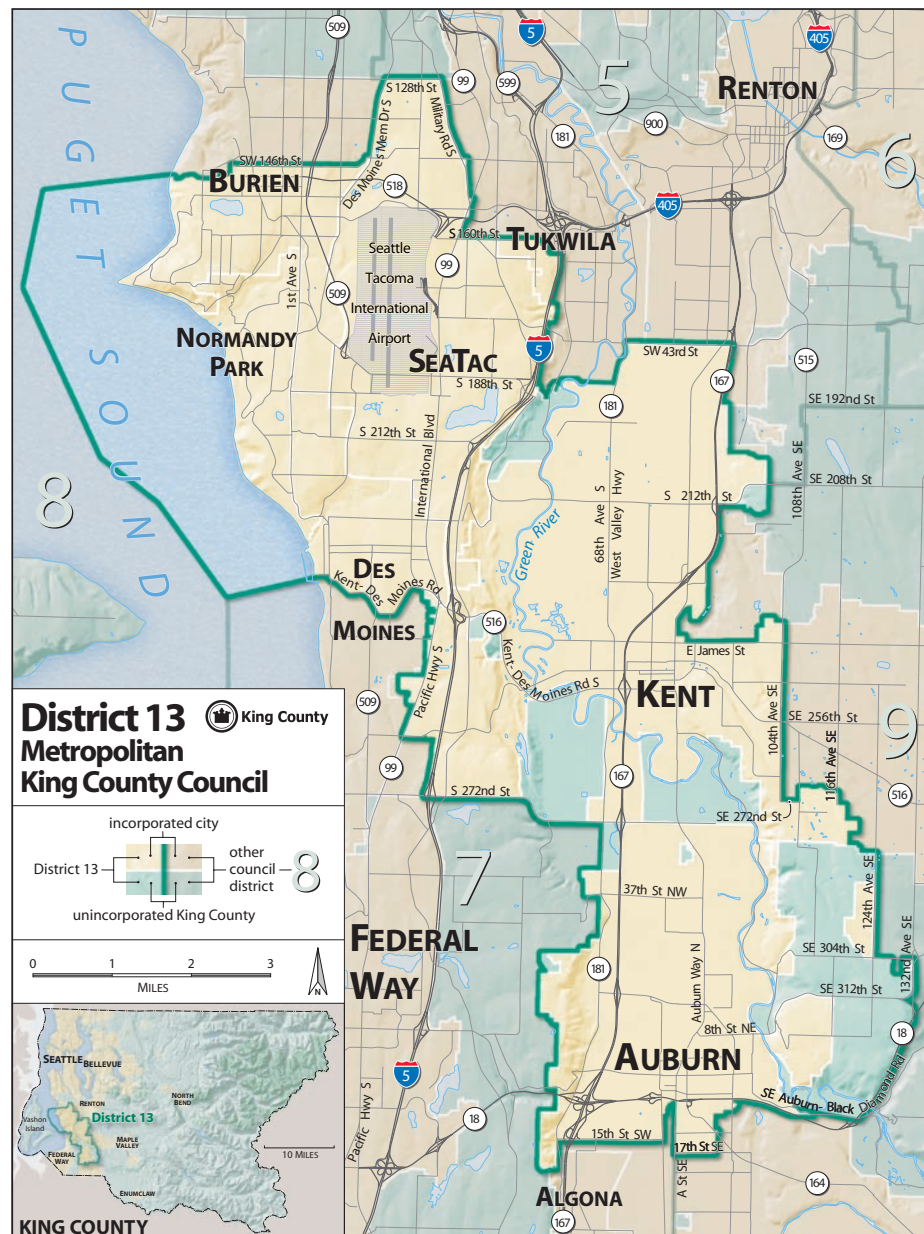 PUGET SOUND
509
5
405
99
599
5
RENTON
S 128th St
Des Moines Mem Dr S
Military Rd S
900
181
169
6
SW 146th St
BURIEN
518
405
S 160th St
TUKWILA
Seattle
Tacoma
International
Airport
99
1st Ave S
509
NORMANDY
PARK
SEATAC
5
SW 43rd St
167
515
S 188th St
181
SE 192nd St
S 212th St
International Blvd
108th Ave SE
SE 208th St
8
68th Ave S
West Valley Hwy
S 212th St
Green River
DES
MOINES
Kent- Des Moines Rd
516
E James St
Pacific Hwy S
Kent- Des Moines Rd S
KENT
509
104th Ave SE
SE 256th St
116th Ave SE
9
99
167
516
S 272nd St
SE 272nd St
District 13
King County
Metropolitan
King County Council
incorporated city
District 13
other
council
district
8
unincorporated King County
0 1 2 3
MILES
N
7
37th St NW
124th Ave SE
FEDERAL
WAY
181
Auburn Way N
SE 304th St
132nd Ave SE
SE 312th St
8th St NE
18
AUBURN
5
SE Auburn- Black Diamond Rd
Pacific Hwy S
18
15th St SW
17th St SE
A St SE
164
ALGONA
167
SEATTLE
BELLEVUE
RENTON
NORTH
BEND
District 13
Vashon
Island
MAPLE
VALLEY
FEDERAL
WAY
10 MILES
ENUMCLAW
KING COUNTY